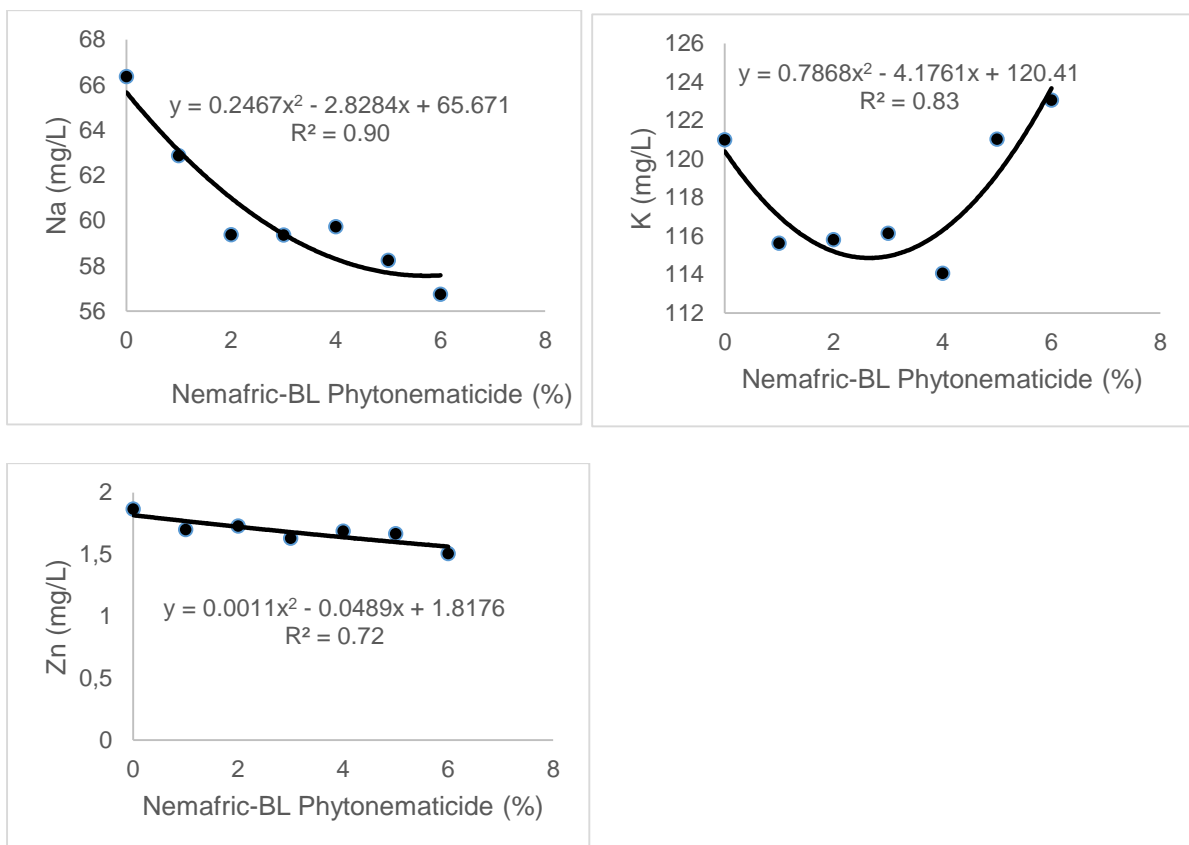 68
66
64
62
60
58
56
Na (mg/L)
y = 0.2467x² - 2.8284x + 65.671
R² = 0.90
0 2 4 6 8
Nemafric-BL Phytonematicide (%)
126
124
122
120
118
116
114
112
K (mg/L)
y = 0.7868x² - 4.1761x + 120.41
R² = 0.83
0 2 4 6 8
Nemafric-BL Phytonematicide (%)
2
1,5
1
0,5
0
Zn (mg/L)
y = 0.0011x² - 0.0489x + 1.8176
R² = 0.72
0 2 4 6 8
Nemafric-BL Phytonematicide (%)